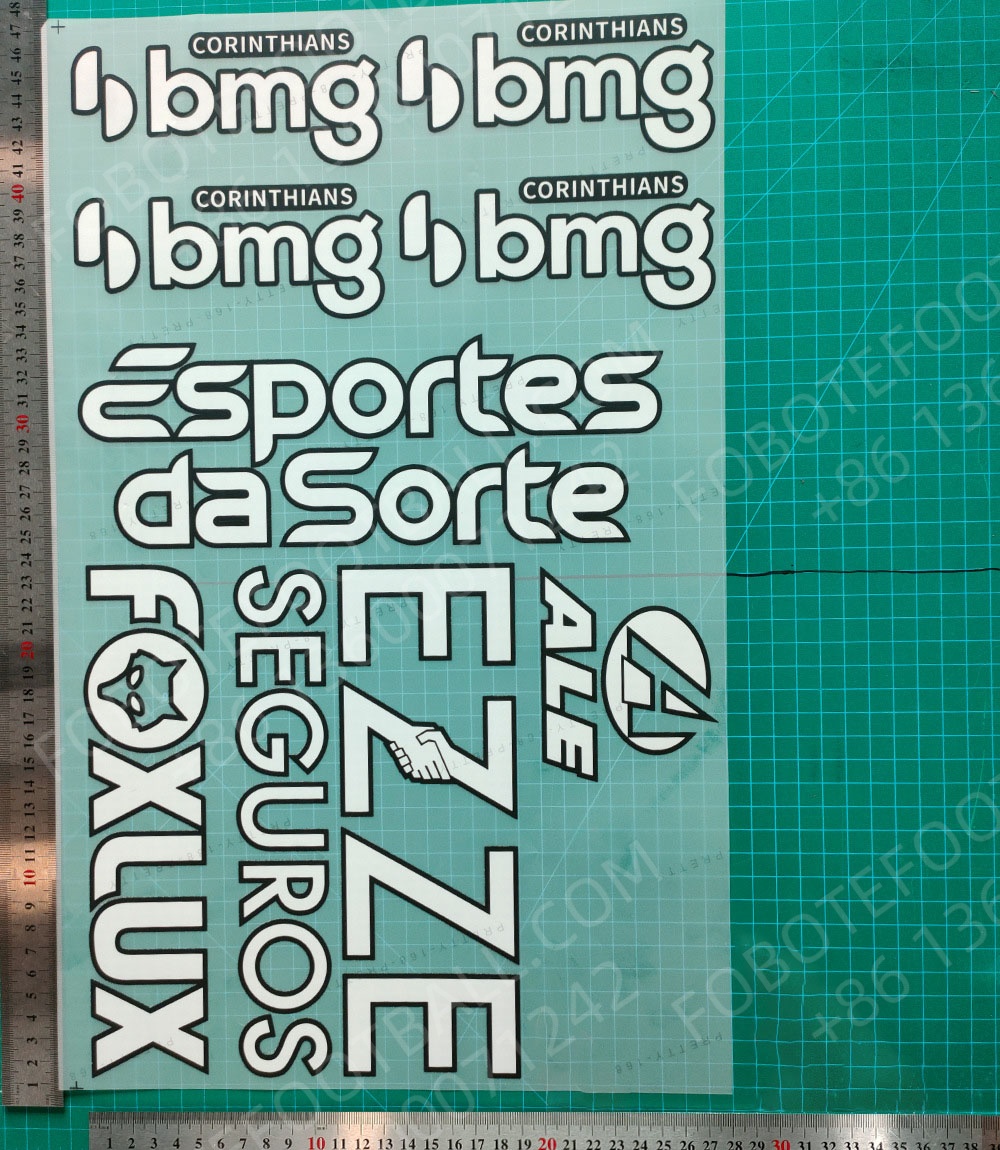 CORINTHIANS
bmg
CORINTHIANS
bmg
CORINTHIANS
bmg
CORINTHIANS
bmg
Esportes
da Sorte
FOXLUX
SEGUROS
EZZE
ALE